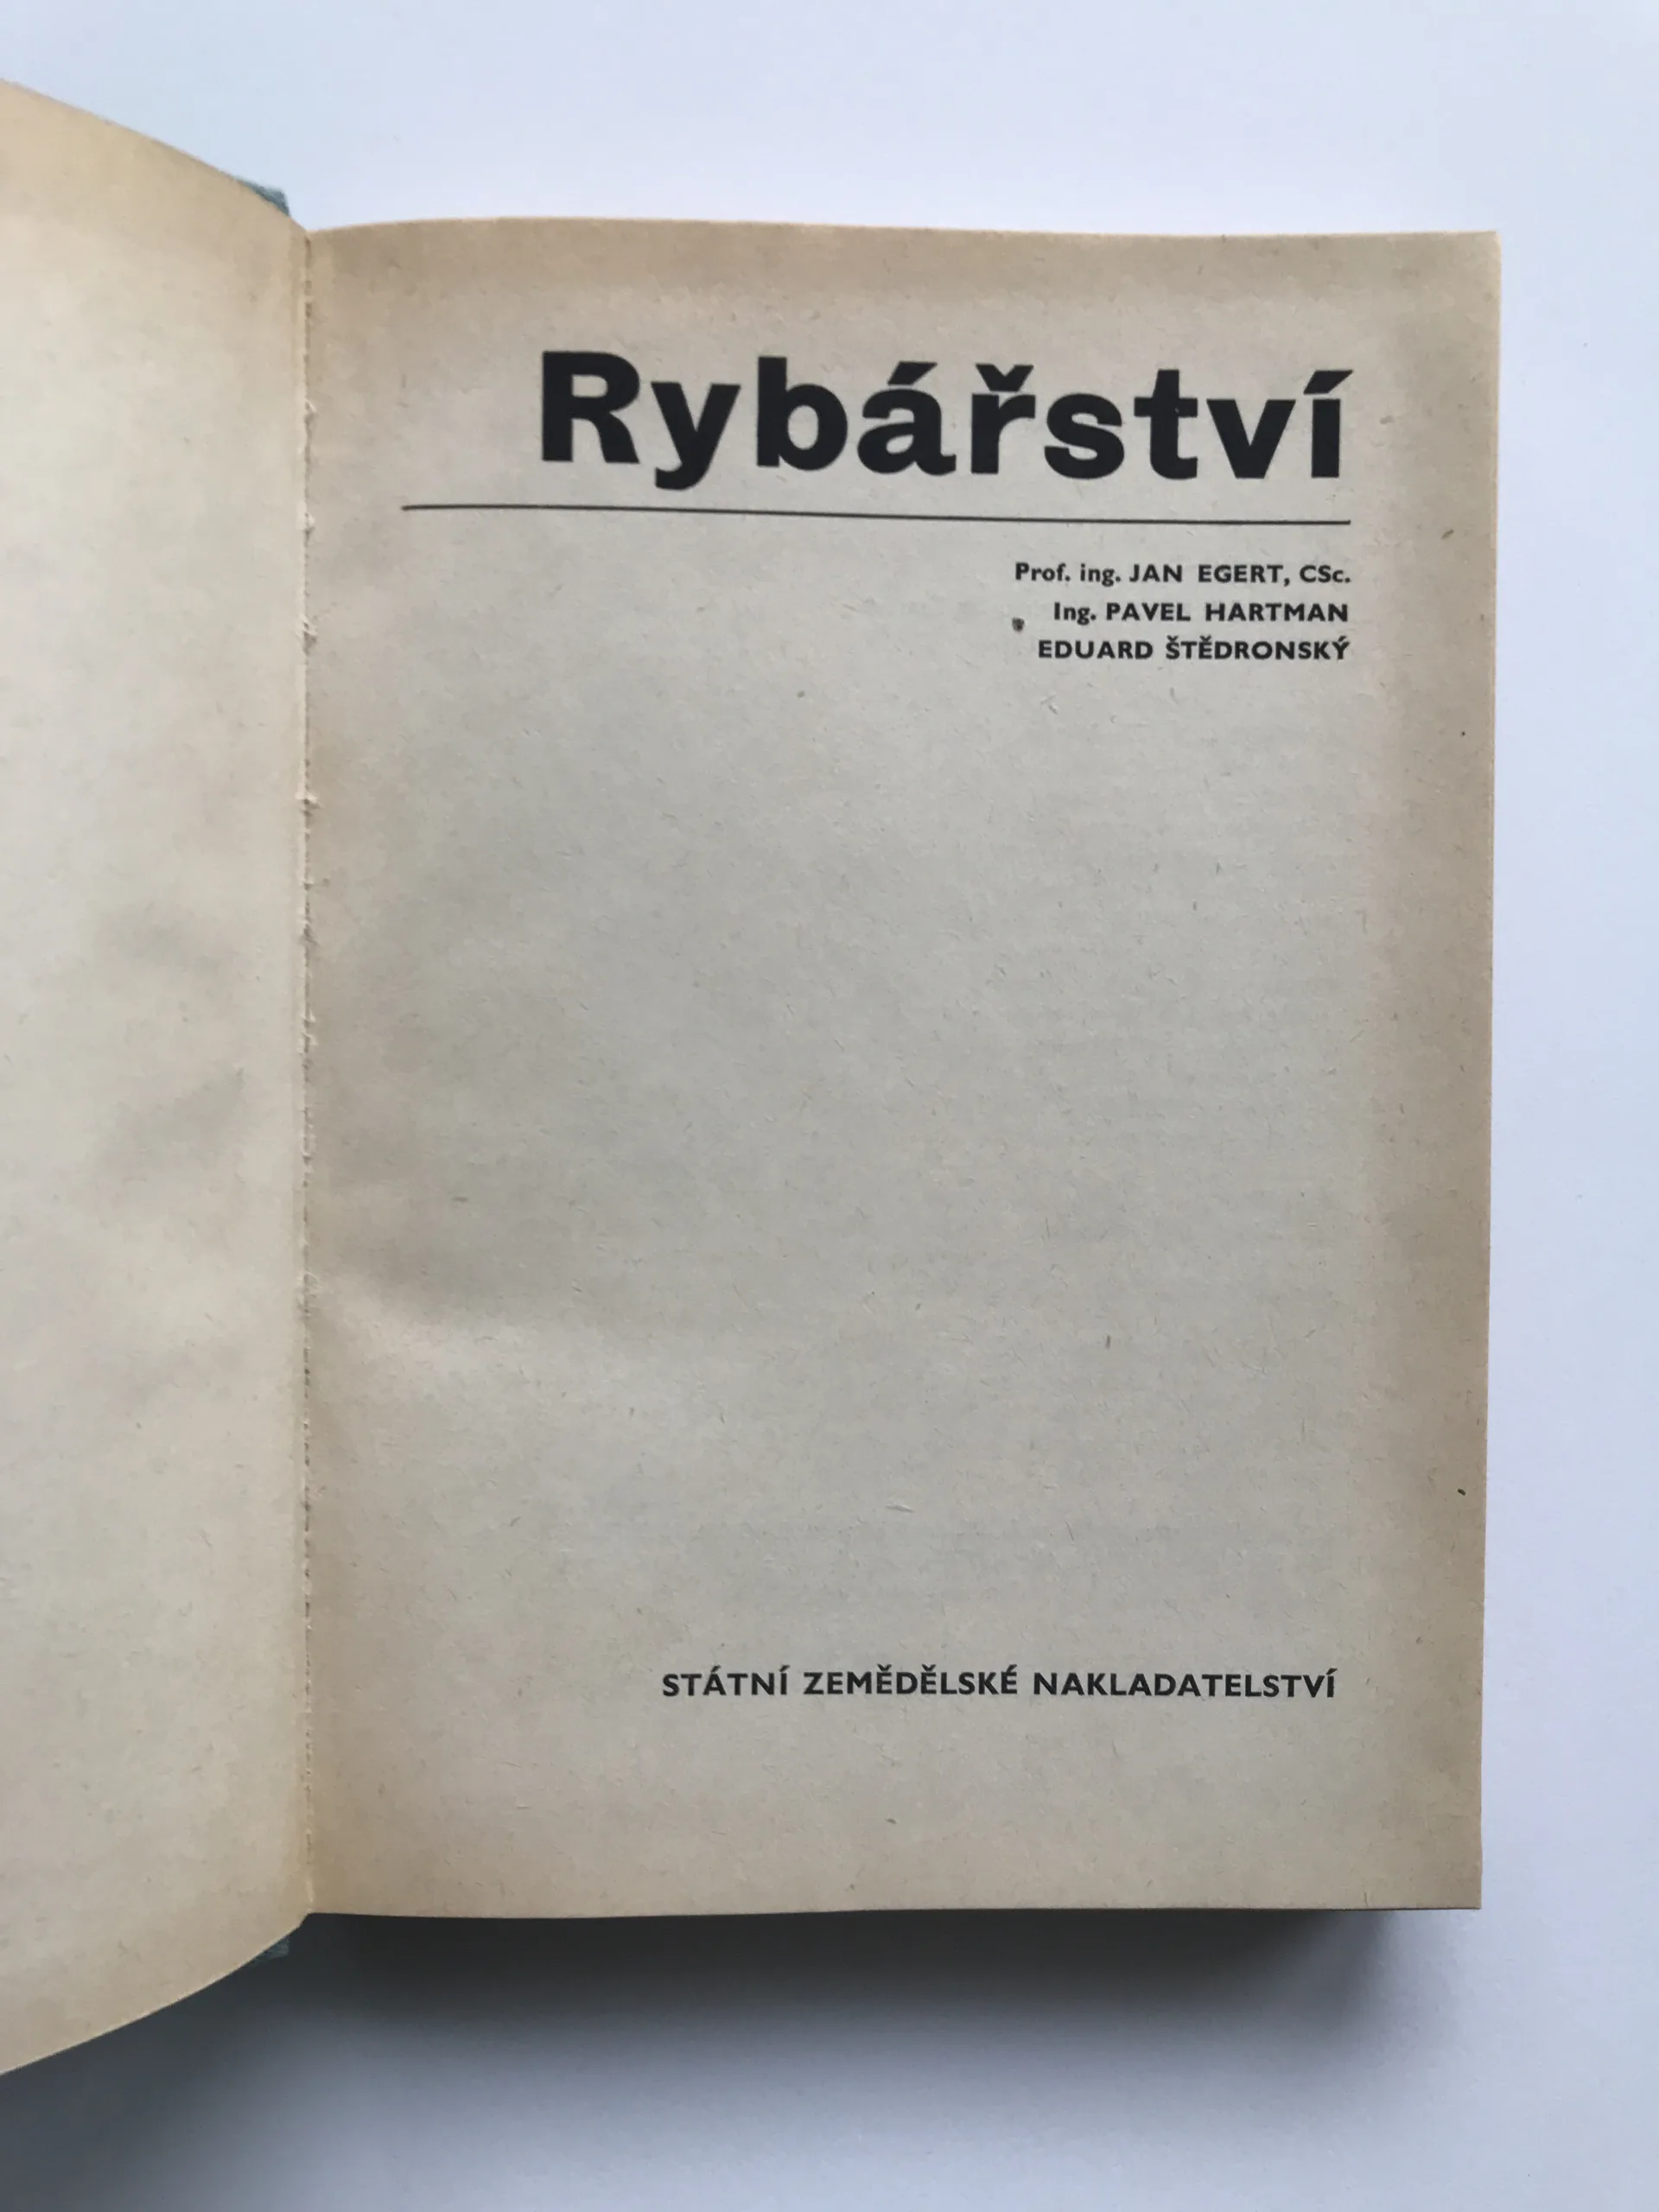 Rybářství
Prof. ing. JAN EGERT, CSc.
Ing. PAVEL HARTMAN
EDUARD ŠTĚDRONSKÝ
STÁTNÍ ZEMĚDĚLSKÉ NAKLADATELSTVÍ